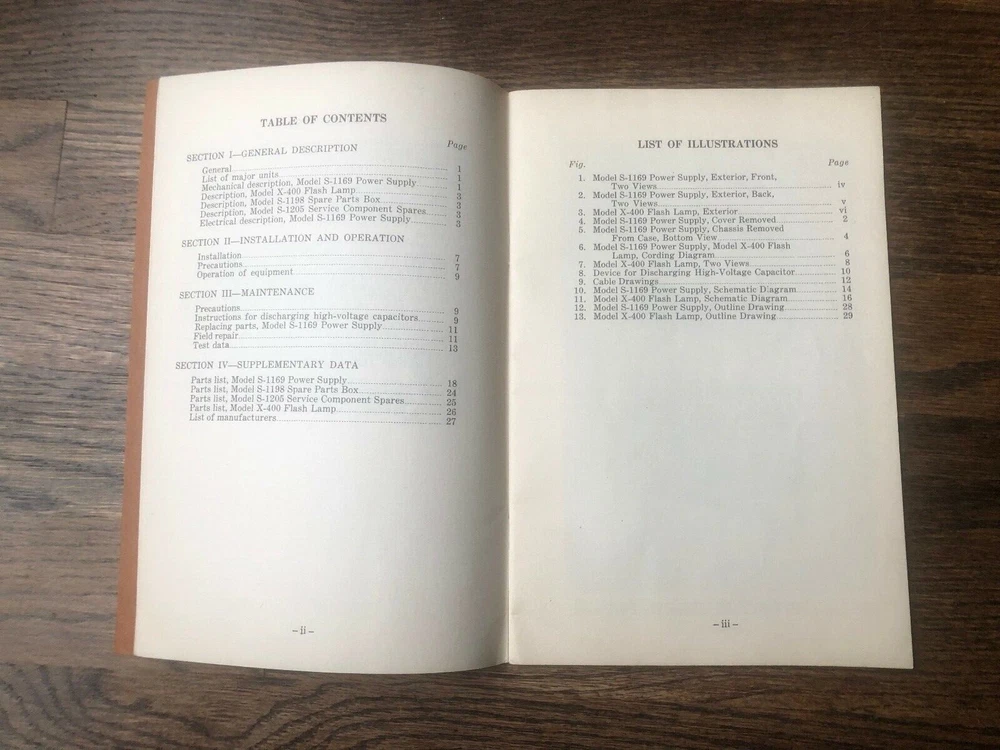 TABLE OF CONTENTS
Page
SECTION I—GENERAL DESCRIPTION
General 1
List of major units 1
Mechanical description, Model S-1169 Power Supply 1
Description, Model X-400 Flash Lamp 3
Description, Model S-1198 Spare Parts Box 3
Description, Model S-1205 Service Component Spares 3
Electrical description, Model S-1169 Power Supply 3
SECTION II—INSTALLATION AND OPERATION
Installation 7
Precautions 7
Operation of equipment 9
SECTION III—MAINTENANCE
Precautions 9
Instructions for discharging high-voltage capacitors 9
Replacing parts, Model S-1169 Power Supply 11
Field repair 11
Test data 13
SECTION IV—SUPPLEMENTARY DATA
Parts list, Model S-1169 Power Supply 18
Parts list, Model S-1198 Spare Parts Box 24
Parts list, Model S-1205 Service Component Spares 25
Parts list, Model X-400 Flash Lamp 26
List of manufacturers 27
–ii–
LIST OF ILLUSTRATIONS
Fig. Page
1. Model S-1169 Power Supply, Exterior, Front,
Two Views iv
2. Model S-1169 Power Supply, Exterior, Back,
Two Views v
3. Model X-400 Flash Lamp, Exterior vi
4. Model S-1169 Power Supply, Cover Removed 2
5. Model S-1169 Power Supply, Chassis Removed
From Case, Bottom View 4
6. Model S-1169 Power Supply, Model X-400 Flash
Lamp, Cording Diagram 6
7. Model X-400 Flash Lamp, Two Views 8
8. Device for Discharging High-Voltage Capacitor 10
9. Cable Drawings 12
10. Model S-1169 Power Supply, Schematic Diagram 14
11. Model X-400 Flash Lamp, Schematic Diagram 16
12. Model S-1169 Power Supply, Outline Drawing 28
13. Model X-400 Flash Lamp, Outline Drawing 29
–iii–